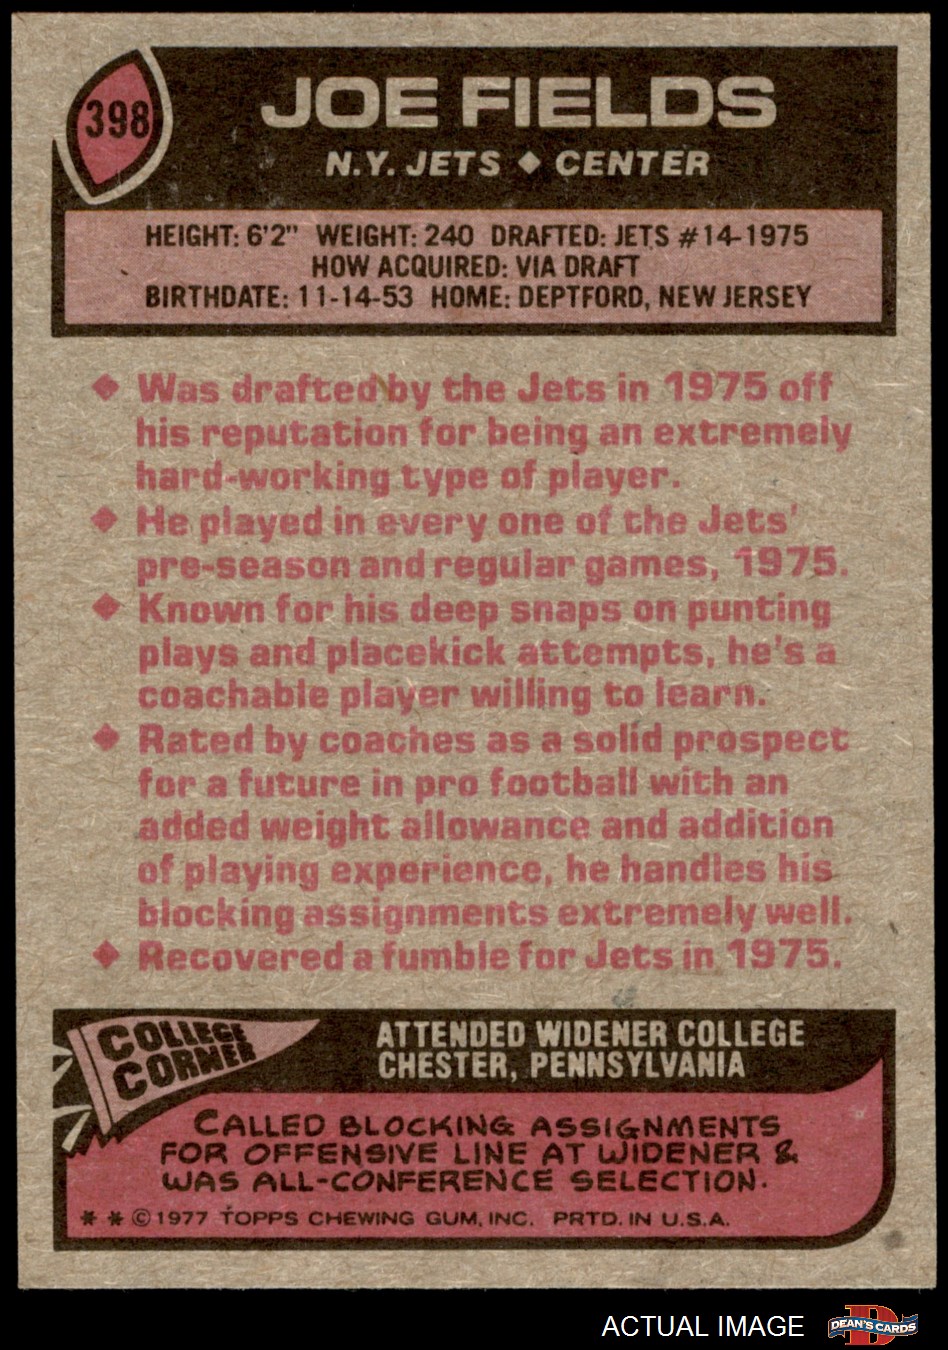 398
JOE FIELDS
N.Y. JETS ◆ CENTER
HEIGHT: 6'2" WEIGHT: 240 DRAFTED: JETS #14-1975
HOW ACQUIRED: VIA DRAFT
BIRTHDATE: 11-14-53 HOME: DEPTFORD, NEW JERSEY
◆ Was drafted by the Jets in 1975 off
his reputation for being an extremely
hard-working type of player.
◆ He played in every one of the Jets'
pre-season and regular games, 1975.
◆ Known for his deep snaps on punting
plays and placekick attempts, he's a
coachable player willing to learn.
◆ Rated by coaches as a solid prospect
for a future in pro football with an
added weight allowance and addition
of playing experience, he handles his
blocking assignments extremely well.
◆ Recovered a fumble for Jets in 1975.
COLLEGE
CORNER
ATTENDED WIDENER COLLEGE
CHESTER, PENNSYLVANIA
CALLED BLOCKING ASSIGNMENTS
FOR OFFENSIVE LINE AT WIDENER &
WAS ALL-CONFERENCE SELECTION.
* * © 1977 TOPPS CHEWING GUM, INC. PRTD. IN U.S.A.
ACTUAL IMAGE
D
DEAN'S CARDS